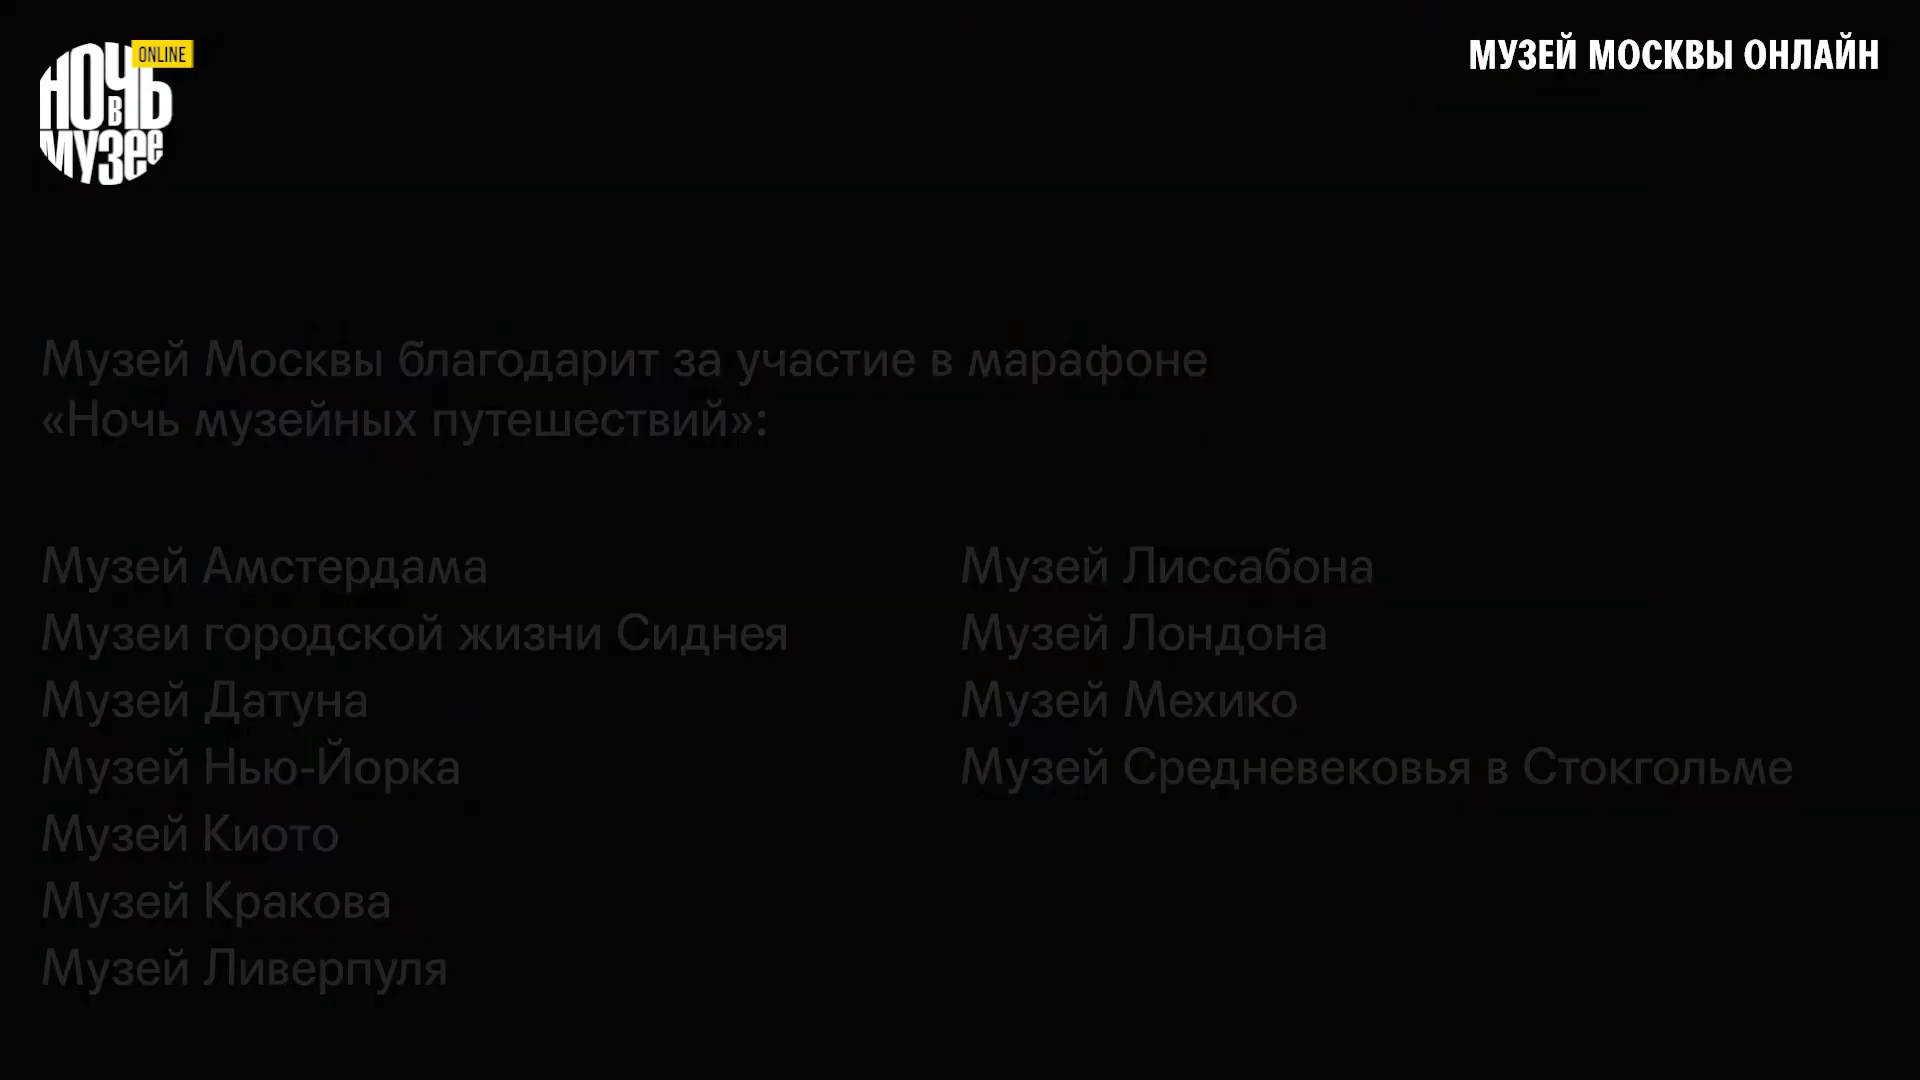 ONLINE
НОЧЬ
В
МУЗЕЕ
МУЗЕЙ МОСКВЫ ОНЛАЙН
Музей Москвы благодарит за участие в марафоне
«Ночь музейных путешествий»:
Музей Амстердама
Музеи городской жизни Сиднея
Музей Датуна
Музей Нью-Йорка
Музей Киото
Музей Кракова
Музей Ливерпуля
Музей Лиссабона
Музей Лондона
Музей Мехико
Музей Средневековья в Стокгольме